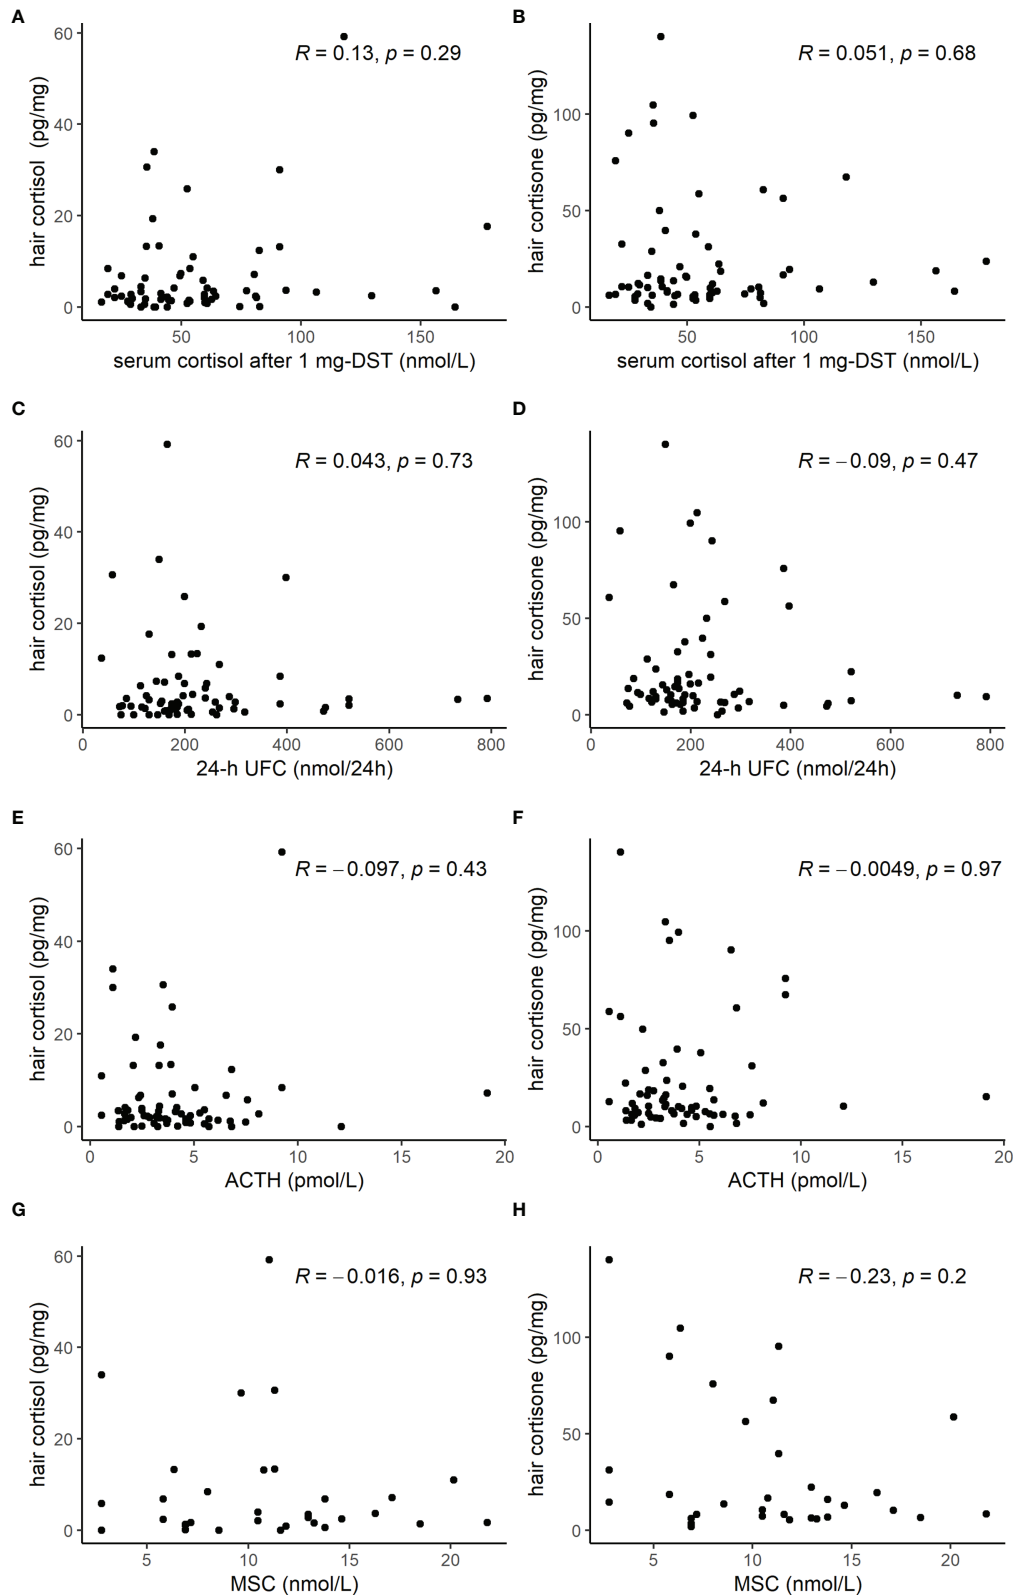 A
B
hair cortisol (pg/mg)
60
40
20
0
R = 0.13, p = 0.29
50
100
150
serum cortisol after 1 mg-DST (nmol/L)
hair cortisone (pg/mg)
100
50
0
R = 0.051, p = 0.68
50
100
150
serum cortisol after 1 mg-DST (nmol/L)
C
D
hair cortisol (pg/mg)
60
40
20
0
R = 0.043, p = 0.73
0
200
400
600
800
24-h UFC (nmol/24h)
hair cortisone (pg/mg)
100
50
0
R = −0.09, p = 0.47
0
200
400
600
800
24-h UFC (nmol/24h)
E
F
hair cortisol (pg/mg)
60
40
20
0
R = −0.097, p = 0.43
0
5
10
15
20
ACTH (pmol/L)
hair cortisone (pg/mg)
100
50
0
R = −0.0049, p = 0.97
0
5
10
15
20
ACTH (pmol/L)
G
H
hair cortisol (pg/mg)
60
40
20
0
R = −0.016, p = 0.93
5
10
15
20
MSC (nmol/L)
hair cortisone (pg/mg)
100
50
0
R = −0.23, p = 0.2
5
10
15
20
MSC (nmol/L)